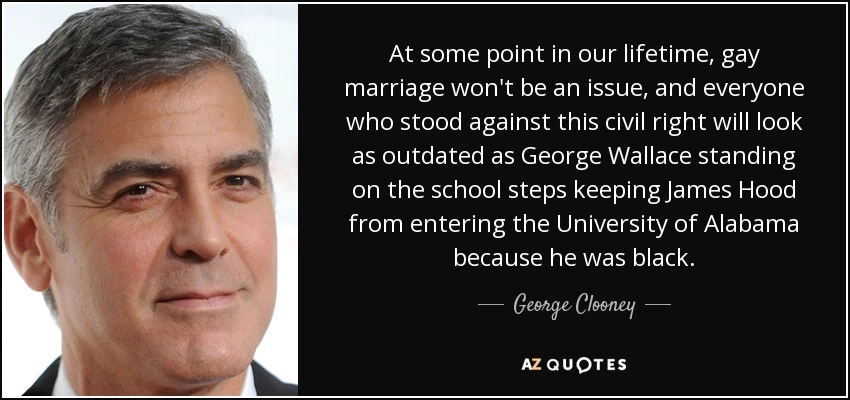 At some point in our lifetime, gay
marriage won't be an issue, and everyone
who stood against this civil right will look
as outdated as George Wallace standing
on the school steps keeping James Hood
from entering the University of Alabama
because he was black.
George Clooney
AZ QUOTES